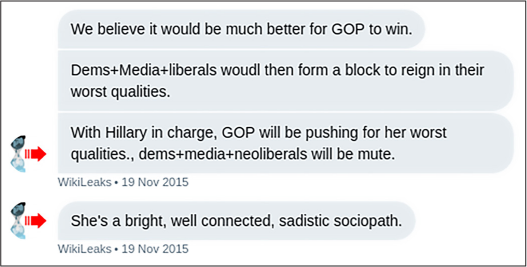 We believe it would be much better for GOP to win.
Dems+Media+liberals woudl then form a block to reign in their
worst qualities.
With Hillary in charge, GOP will be pushing for her worst
qualities., dems+media+neoliberals will be mute.
WikiLeaks • 19 Nov 2015
She's a bright, well connected, sadistic sociopath.
WikiLeaks • 19 Nov 2015